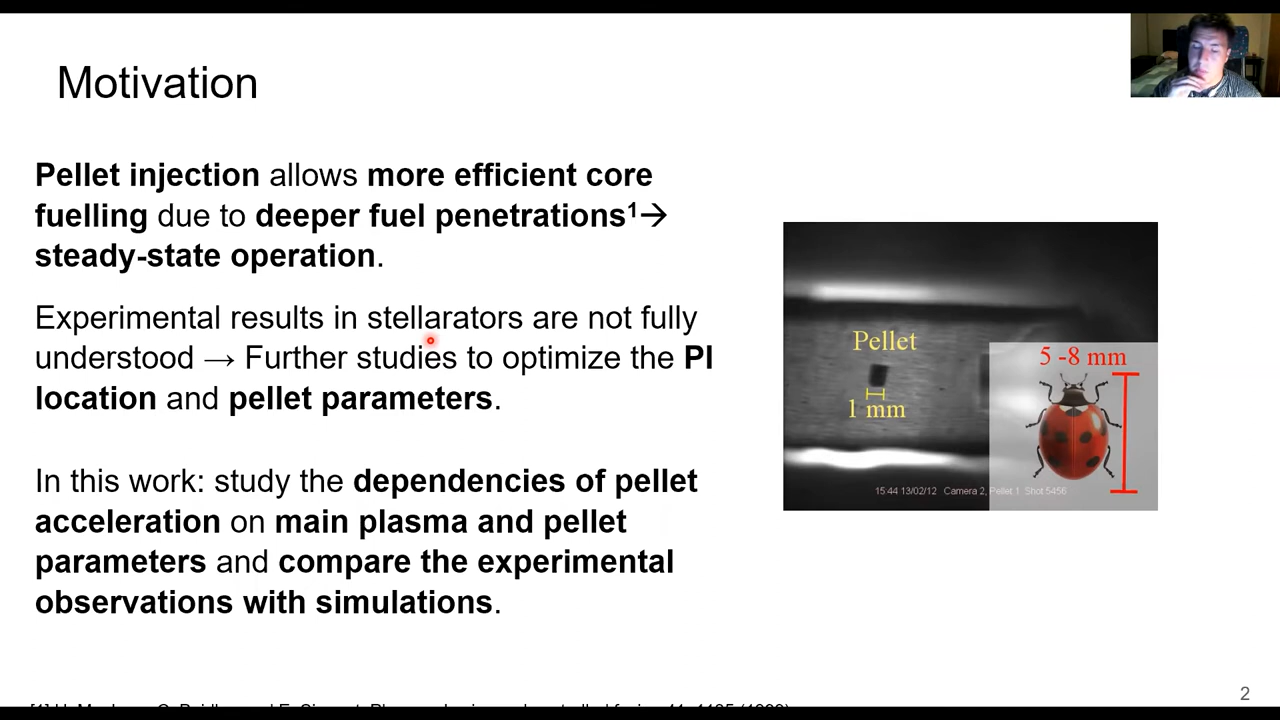 Motivation
Pellet injection allows more efficient core
fuelling due to deeper fuel penetrations¹→
steady-state operation.
Experimental results in stellarators are not fully
understood → Further studies to optimize the PI
location and pellet parameters.
In this work: study the dependencies of pellet
acceleration on main plasma and pellet
parameters and compare the experimental
observations with simulations.
Pellet
1 mm
5 -8 mm
15:44 13/02/12 Camera 2, Pellet 1 Shot 5456
2